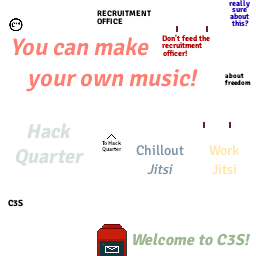 really
sure
about
this?
RECRUITMENT
OFFICE
Don't feed the
recruitment
officer!
You can make
your own music!
about
freedom
Hack
Quarter
To Hack
Quarter
Chillout
Jitsi
Work
Jitsi
C3S
Welcome to C3S!